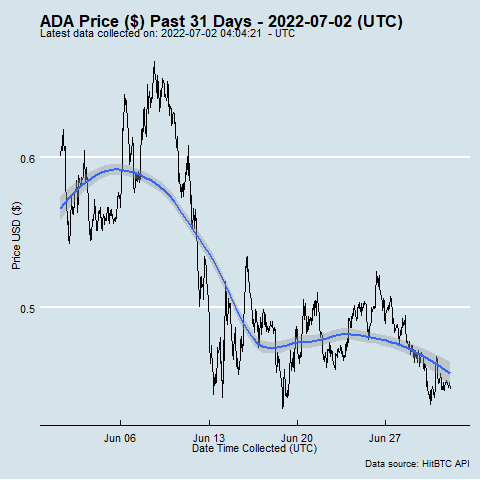 ADA Price ($) Past 31 Days - 2022-07-02 (UTC)
Latest data collected on: 2022-07-02 04:04:21 - UTC
0.6
0.5
Price USD ($)
Jun 06 Jun 13 Jun 20 Jun 27
Date Time Collected (UTC)
Data source: HitBTC API